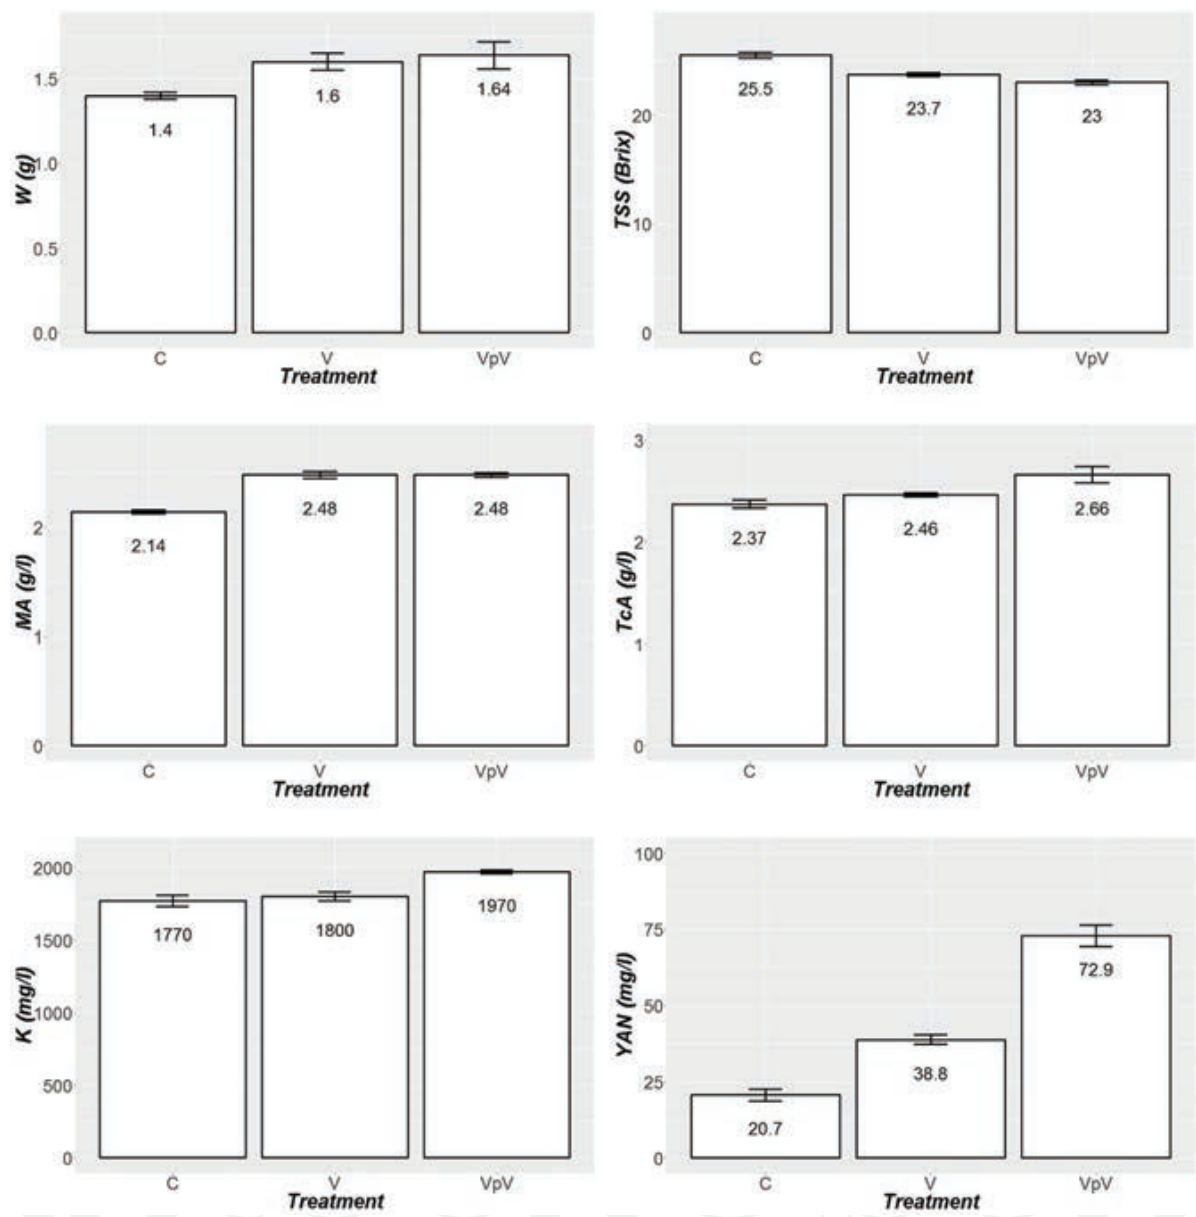 W (g)
1.5
1.0
0.5
0.0
1.4
1.6
1.64
C
V
VpV
Treatment
TSS (Brix)
20
10
0
25.5
23.7
23
C
V
VpV
Treatment
MA (g/l)
2
1
0
2.14
2.48
2.48
C
V
VpV
Treatment
TcA (g/l)
3
2
1
0
2.37
2.46
2.66
C
V
VpV
Treatment
K (mg/l)
2000
1500
1000
500
0
1770
1800
1970
C
V
VpV
Treatment
YAN (mg/l)
100
75
50
25
0
20.7
38.8
72.9
C
V
VpV
Treatment